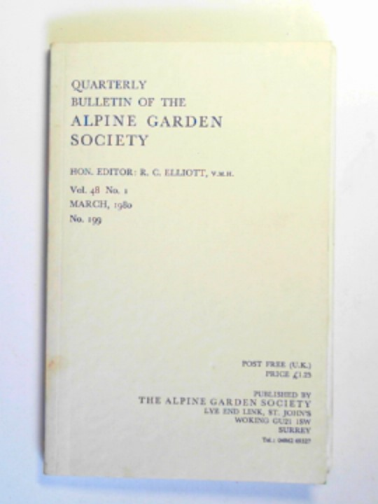 QUARTERLY
BULLETIN OF THE
ALPINE GARDEN
SOCIETY
HON. EDITOR: R. C. ELLIOTT, V.M.H.
Vol. 48 No. 1
MARCH, 1980
No. 199
POST FREE (U.K.)
PRICE £1.25
PUBLISHED BY
THE ALPINE GARDEN SOCIETY
LYE END LINK, ST. JOHN'S
WOKING GU21 1SW
SURREY
Tel.: